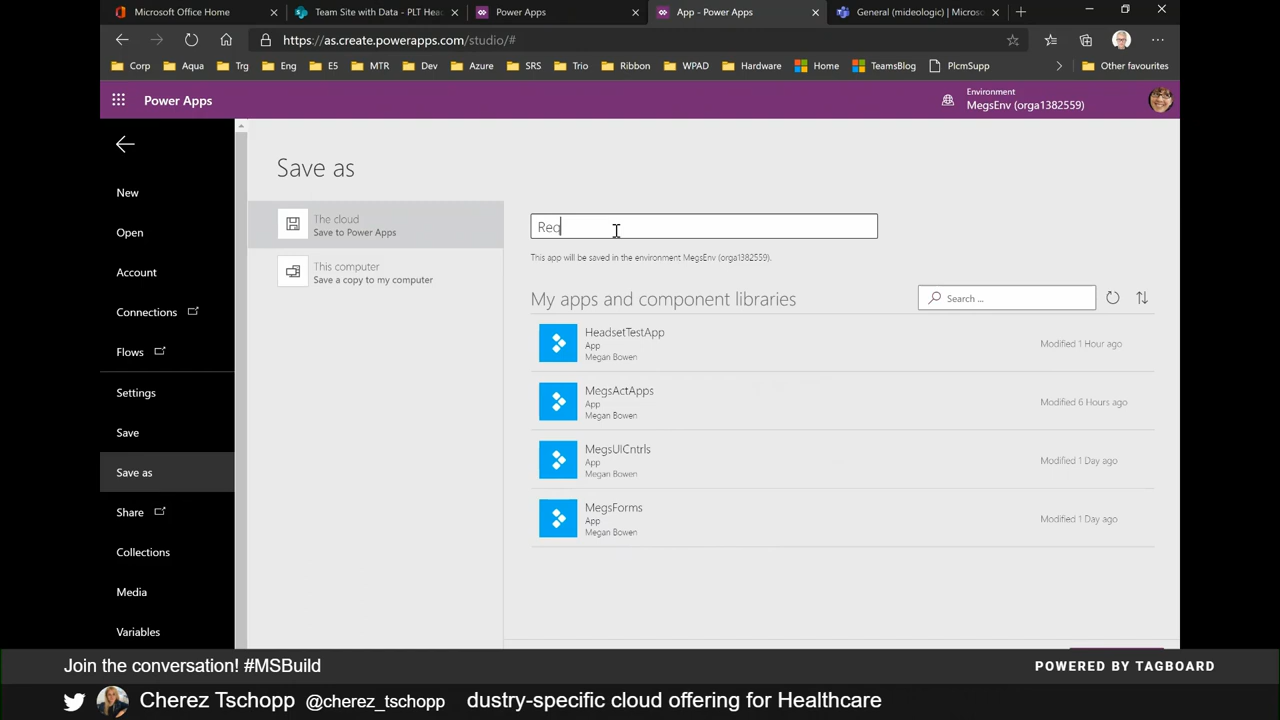 Microsoft Office Home
Team Site with Data - PLT Head
Power Apps
App - Power Apps
General (mideologic) | Micros
https://as.create.powerapps.com/studio/#
Corp
Aqua
Trg
Eng
E5
MTR
Dev
Azure
SRS
Trio
Ribbon
WPAD
Hardware
Home
TeamsBlog
PlcmSupp
Other favourites
Power Apps
Environment
MegsEnv (orga1382559)
New
Open
Account
Connections
Flows
Settings
Save
Save as
Share
Collections
Media
Variables
Save as
The cloud
Save to Power Apps
This computer
Save a copy to my computer
Req
This app will be saved in the environment MegsEnv (orga1382559).
My apps and component libraries
Search ...
HeadsetTestApp
App
Megan Bowen
Modified 1 Hour ago
MegsActApps
App
Megan Bowen
Modified 6 Hours ago
MegsUICntrls
App
Megan Bowen
Modified 1 Day ago
MegsForms
App
Megan Bowen
Modified 1 Day ago
Join the conversation! #MSBuild
POWERED BY TAGBOARD
Cherez Tschopp @cherez_tschopp dustry-specific cloud offering for Healthcare